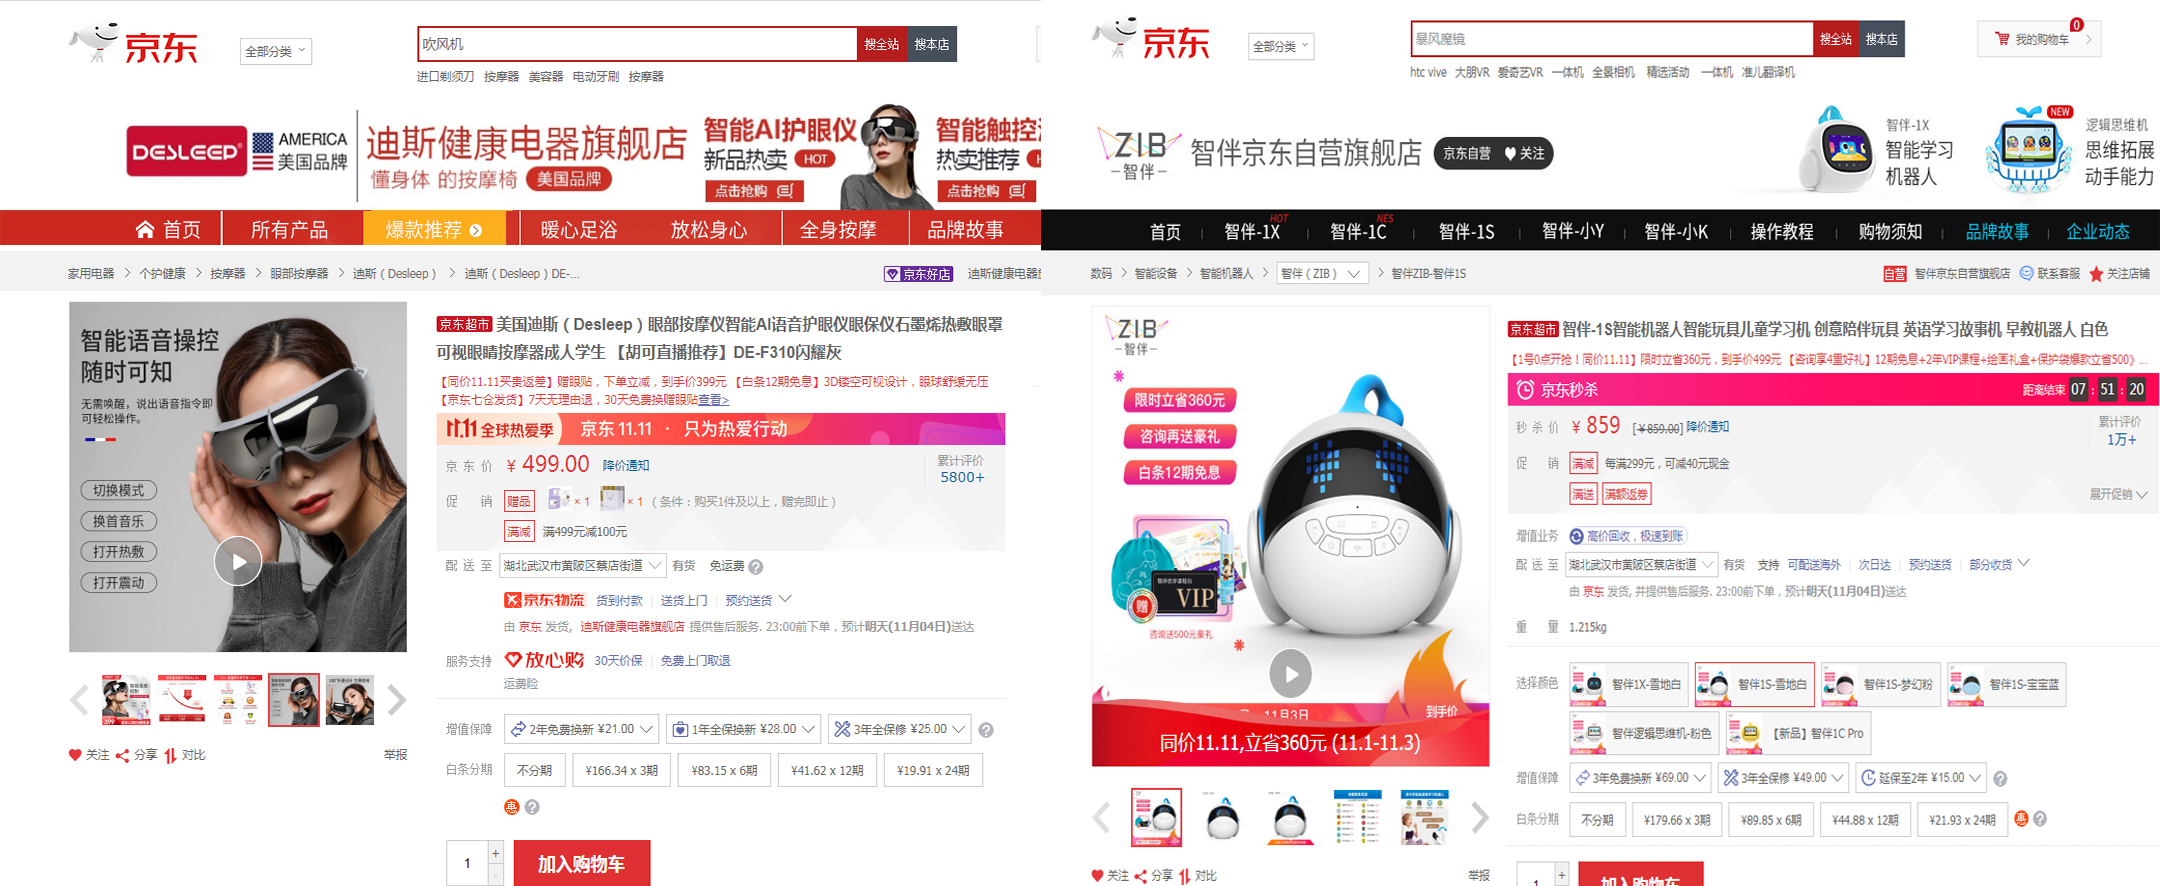 京东
全部分类
吹风机
搜全站
搜本店
进口剃须刀 按摩器 美容器 电动牙刷 按摩器
DESLEEP
AMERICA
美国品牌
迪斯健康电器旗舰店
懂身体 的按摩椅 美国品牌
智能AI护眼仪
新品热卖 HOT
点击抢购
智能触控
热卖推荐
点击抢购
首页 所有产品 爆款推荐 暖心足浴 放松身心 全身按摩 品牌故事
家用电器 > 个护健康 > 按摩器 > 眼部按摩器 > 迪斯（Desleep） > 迪斯（Desleep）DE-...
京东好店 迪斯健康电器旗
智能语音操控
随时可知
无需唤醒，说出语音指令即
可轻松操作。
切换模式
换首音乐
打开热敷
打开震动
关注 分享 对比 举报
京东超市 美国迪斯（Desleep）眼部按摩仪智能AI语音护眼仪眼保仪石墨烯热敷眼罩
可视眼睛按摩器成人学生 【胡可直播推荐】DE-F310闪耀灰
【同价11.11买贵返差】赠眼贴，下单立减，到手价399元 【白条12期免息】3D镂空可视设计，眼球舒缓无压
【京东七仓发货】7天无理由退，30天免费换赠眼贴查看>
11.11 全球热爱季 京东 11.11 · 只为热爱行动
京东价 ￥499.00 降价通知
累计评价
5800+
促销 赠品 × 1 × 1 （条件：购买1件及以上，赠完即止）
满减 满499元减100元
配送至 湖北武汉市黄陂区蔡店街道 有货 免运费
京东物流 货到付款 送货上门 预约送货
由 京东 发货, 迪斯健康电器旗舰店 提供售后服务. 23:00前下单，预计明天(11月04日)送达
服务支持 放心购 30天价保 免费上门取退
运费险
增值保障 2年免费换新 ¥21.00 1年全保换新 ¥28.00 3年全保修 ¥25.00
白条分期 不分期 ¥166.34 x 3期 ¥83.15 x 6期 ¥41.62 x 12期 ¥19.91 x 24期
惠
1 + - 加入购物车
京东
全部分类
暴风魔镜
搜全站
搜本店
我的购物车 0
htc vive 大朋VR 爱奇艺VR 一体机 全景相机 精选活动 一体机 准儿翻译机
ZIB
智伴
智伴京东自营旗舰店
京东自营 关注
智伴-1X
智能学习
机器人
NEW
逻辑思维机
思维拓展
动手能力
首页 智伴-1X HOT 智伴-1C NES 智伴-1S 智伴-小Y 智伴-小K 操作教程 购物须知 品牌故事 企业动态
数码 > 智能设备 > 智能机器人 > 智伴（ZIB） > 智伴ZIB-智伴1S
自营 智伴京东自营旗舰店 联系客服 关注店铺
ZIB
智伴
限时立省360元
咨询再送豪礼
白条12期免息
VIP
赠
咨询送500元豪礼
到手价
同价11.11,立省360元 (11.1-11.3)
关注 分享 对比 举报
京东超市 智伴-1S智能机器人智能玩具儿童学习机 创意陪伴玩具 英语学习故事机 早教机器人 白色
【1号0点开抢！同价11.11】限时立省360元，到手价499元 【咨询享4重好礼】12期免息+2年VIP课程+绘画礼盒+保护袋爆款立省500》...
京东秒杀 距离结束 07 : 51 : 20
秒杀价 ￥859 [￥859.00] 降价通知
累计评价
1万+
促销 满减 每满299元，可减40元现金
满送 满额返券 展开促销
增值业务 高价回收，极速到账
配送至 湖北武汉市黄陂区蔡店街道 有货 支持 可配送海外 次日达 预约送货 部分收货
由 京东 发货, 并提供售后服务. 23:00前下单，预计明天(11月04日)送达
重量 1.215kg
选择颜色 智伴1X-雪地白 智伴1S-雪地白 智伴1S-梦幻粉 智伴1S-宝宝蓝
智伴逻辑思维机-粉色 【新品】智伴1C Pro
增值保障 3年免费换新 ¥69.00 3年全保修 ¥49.00 延保至2年 ¥15.00
白条分期 不分期 ¥179.66 x 3期 ¥89.85 x 6期 ¥44.88 x 12期 ¥21.93 x 24期 惠
1 + 加入购物车